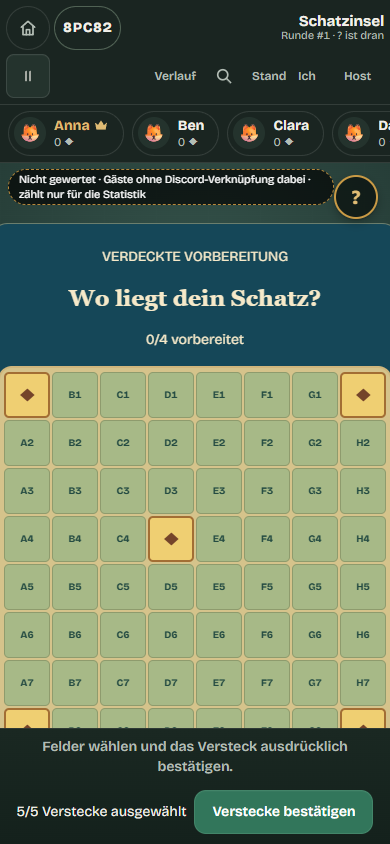 8PC82
Schatzinsel
Runde #1 · ? ist dran
Verlauf
Stand
Ich
Host
Anna
0
Ben
0
Clara
0
Da
Nicht gewertet · Gäste ohne Discord-Verknüpfung dabei ·
zählt nur für die Statistik
?
VERDECKTE VORBEREITUNG
Wo liegt dein Schatz?
0/4 vorbereitet
B1 C1 D1 E1 F1 G1
A2 B2 C2 D2 E2 F2 G2 H2
A3 B3 C3 D3 E3 F3 G3 H3
A4 B4 C4 E4 F4 G4 H4
A5 B5 C5 D5 E5 F5 G5 H5
A6 B6 C6 D6 E6 F6 G6 H6
A7 B7 C7 D7 E7 F7 G7 H7
Felder wählen und das Versteck ausdrücklich
bestätigen.
5/5 Verstecke ausgewählt
Verstecke bestätigen